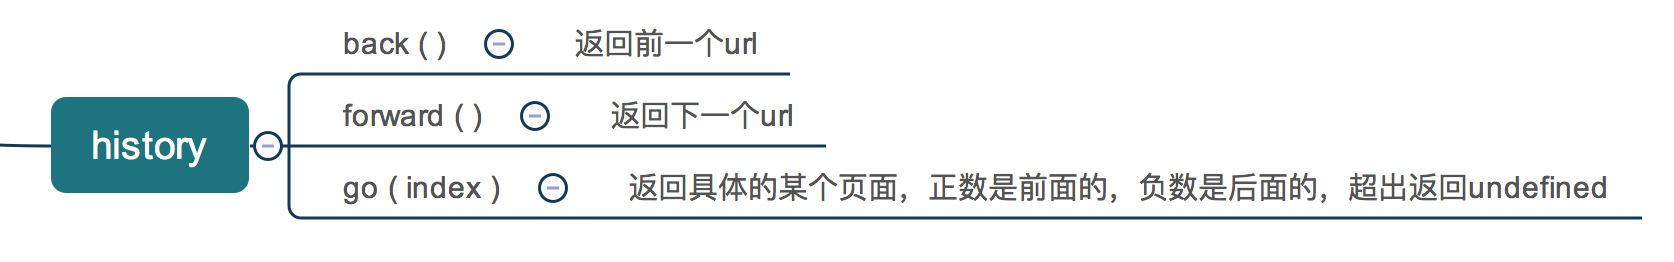 back ( )
返回前一个url
forward ( )
返回下一个url
history
go ( index )
返回具体的某个页面，正数是前面的，负数是后面的，超出返回undefined